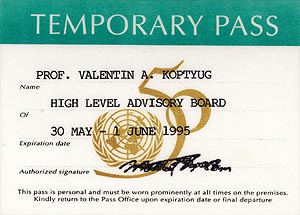 TEMPORARY PASS
PROF. VALENTIN A. KOPTYUG
Name
HIGH LEVEL ADVISORY BOARD
Of
50
30 MAY – 1 JUNE 1995
Expiration date
Authorized signature
This pass is personal and must be worn prominently at all times on the premises.
Kindly return to the Pass Office upon expiration date or final departure